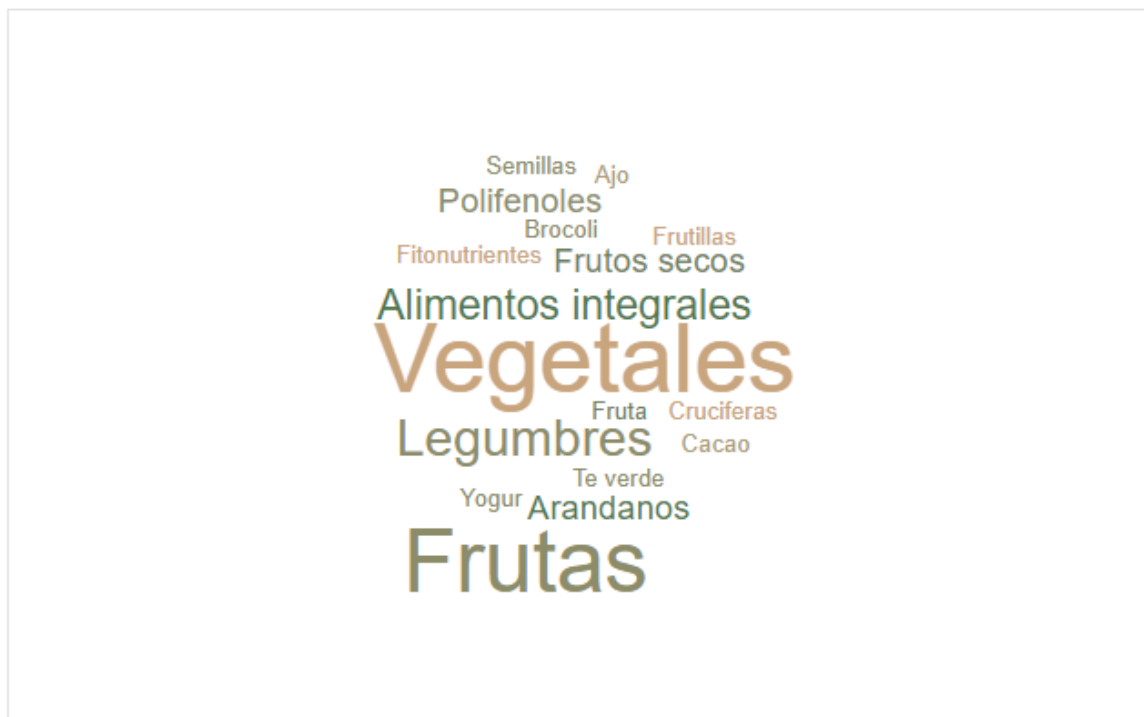 Semillas Ajo
Polifenoles
Brocoli Frutillas
Fitonutrientes Frutos secos
Alimentos integrales
Vegetales
Fruta Cruciferas
Legumbres Cacao
Te verde
Yogur Arandanos
Frutas